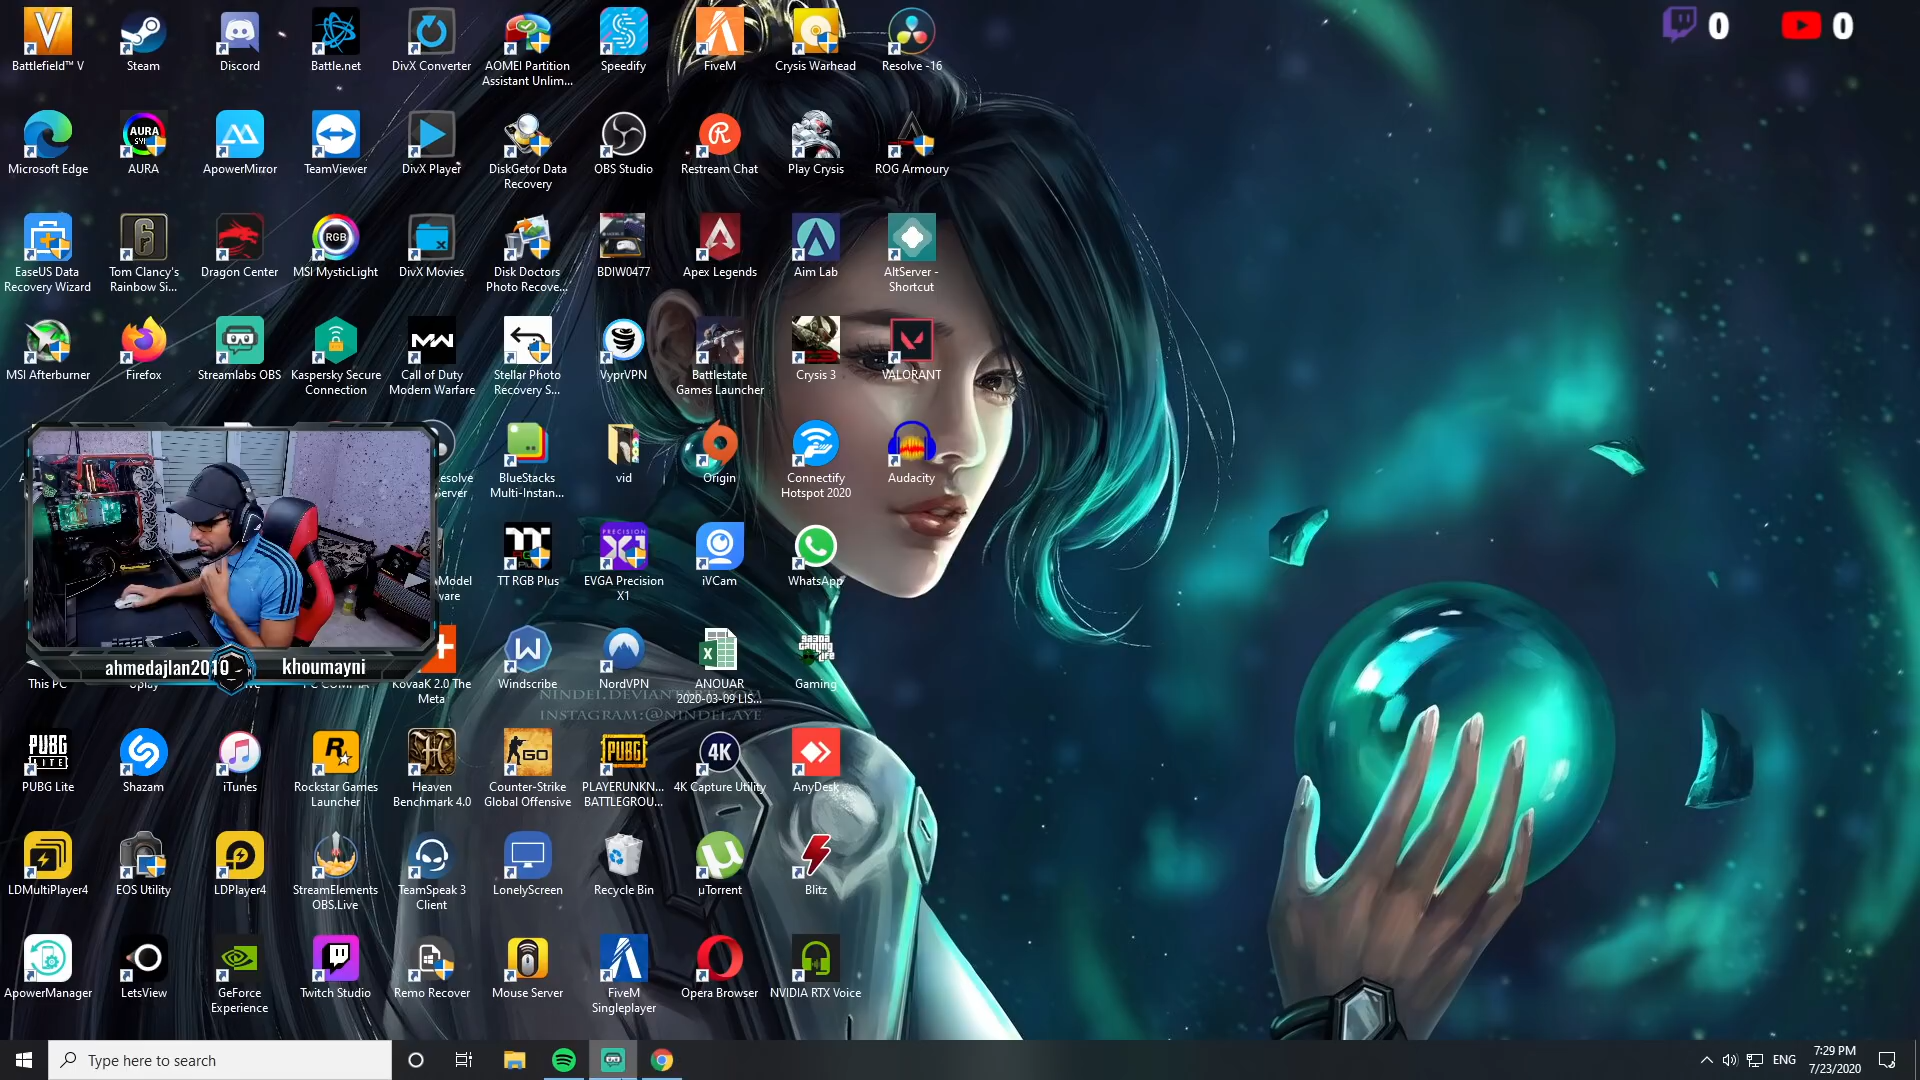 Battlefield™ V
Steam
Discord
Battle.net
DivX Converter
AOMEI Partition
Assistant Unlim...
Speedify
FiveM
Crysis Warhead
Resolve -16
0
0
Microsoft Edge
AURA
ApowerMirror
TeamViewer
DivX Player
DiskGetor Data
Recovery
OBS Studio
Restream Chat
Play Crysis
ROG Armoury
EaseUS Data
Recovery Wizard
Tom Clancy's
Rainbow Si...
Dragon Center
RGB
MSI MysticLight
DivX Movies
Disk Doctors
Photo Recove...
BDIW0477
Apex Legends
Aim Lab
AltServer -
Shortcut
MSI Afterburner
Firefox
Streamlabs OBS
Kaspersky Secure
Connection
Call of Duty
Modern Warfare
Stellar Photo
Recovery S...
VyprVPN
Battlestate
Games Launcher
Crysis 3
VALORANT
BlueStacks
Multi-Instan...
vid
Origin
Connectify
Hotspot 2020
Audacity
TT RGB Plus
EVGA Precision
X1
iVCam
WhatsApp
ahmedajlan2010
khoumayni
This PC
Uplay
KovaaK 2.0 The
Meta
Windscribe
NordVPN
ANOUAR
2020-03-09 LIS...
Gaming
NINDEI.DEVIANTART.COM
INSTAGRAM:@NINDEI.AYE
PUBG Lite
Shazam
iTunes
Rockstar Games
Launcher
Heaven
Benchmark 4.0
Counter-Strike
Global Offensive
PLAYERUNKN...
BATTLEGROU...
4K Capture Utility
AnyDesk
LDMultiPlayer4
EOS Utility
LDPlayer4
StreamElements
OBS.Live
TeamSpeak 3
Client
LonelyScreen
Recycle Bin
µTorrent
Blitz
ApowerManager
LetsView
GeForce
Experience
Twitch Studio
Remo Recover
Mouse Server
FiveM
Singleplayer
Opera Browser
NVIDIA RTX Voice
Type here to search
ENG
7:29 PM
7/23/2020